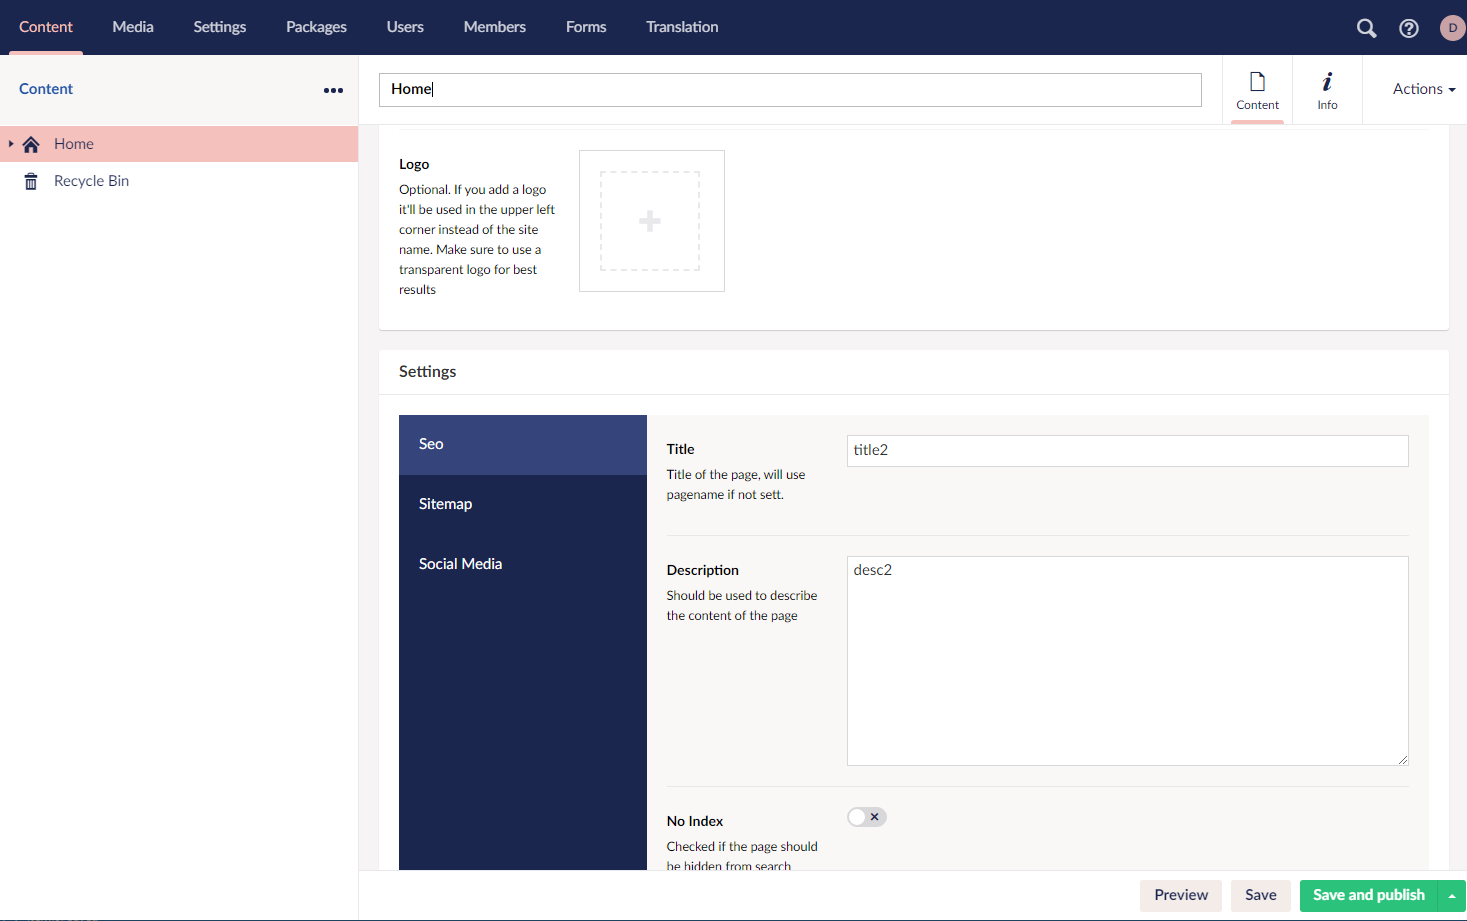 Content Media Settings Packages Users Members Forms Translation D
Content
Home
Recycle Bin
Home
Content
Info
Actions
Logo
Optional. If you add a logo
it'll be used in the upper left
corner instead of the site
name. Make sure to use a
transparent logo for best
results
Settings
Seo
Sitemap
Social Media
Title
Title of the page, will use
pagename if not sett.
title2
Description
Should be used to describe
the content of the page
desc2
No Index
Checked if the page should
be hidden from search
Preview Save Save and publish